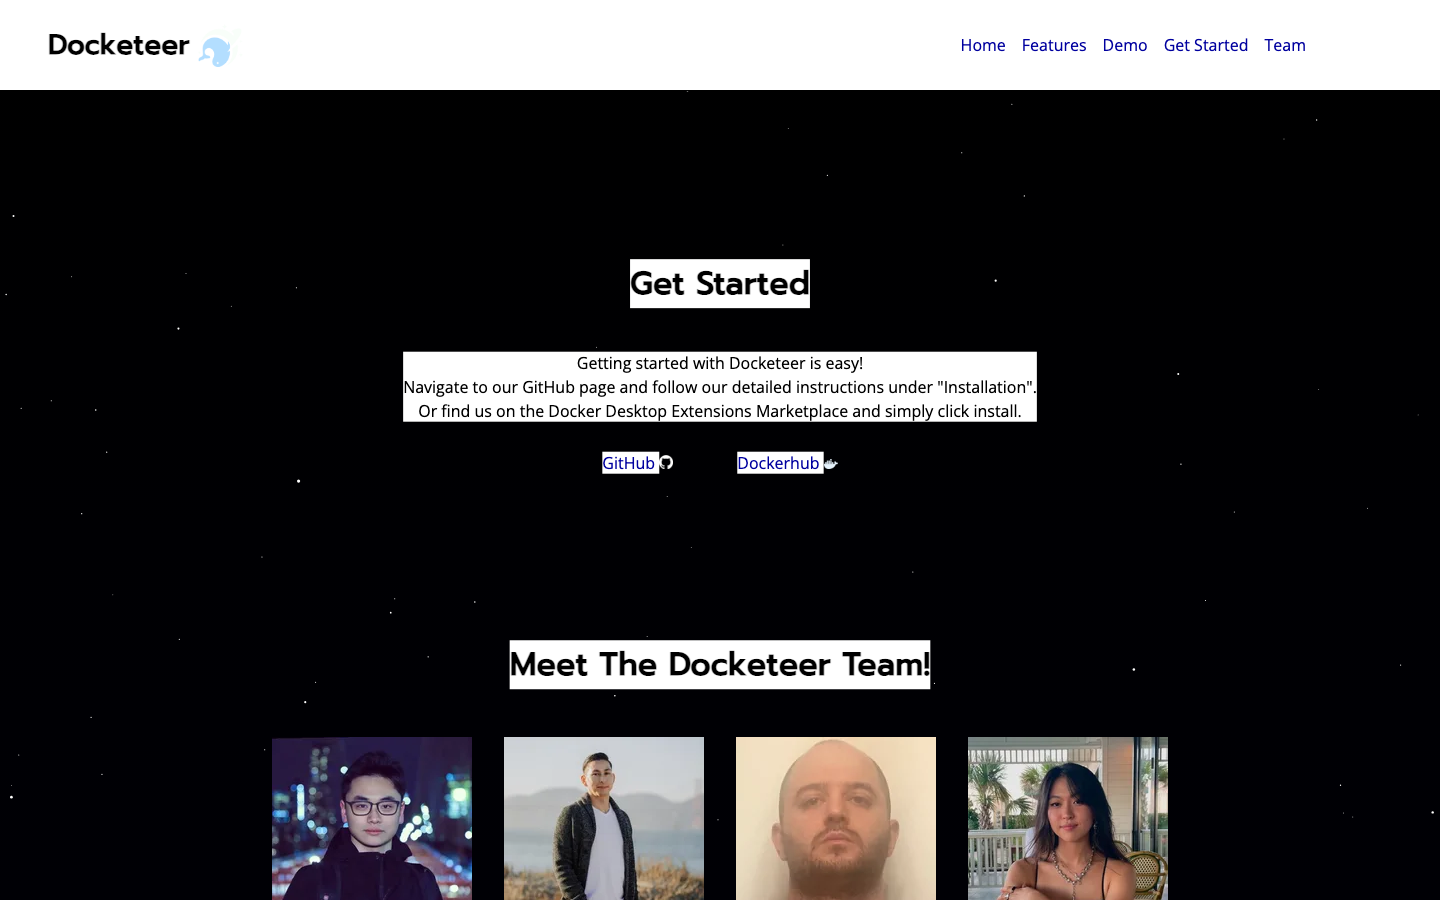 Docketeer
Home Features Demo Get Started Team
Get Started
Getting started with Docketeer is easy!
Navigate to our GitHub page and follow our detailed instructions under "Installation".
Or find us on the Docker Desktop Extensions Marketplace and simply click install.
GitHub Dockerhub
Meet The Docketeer Team!